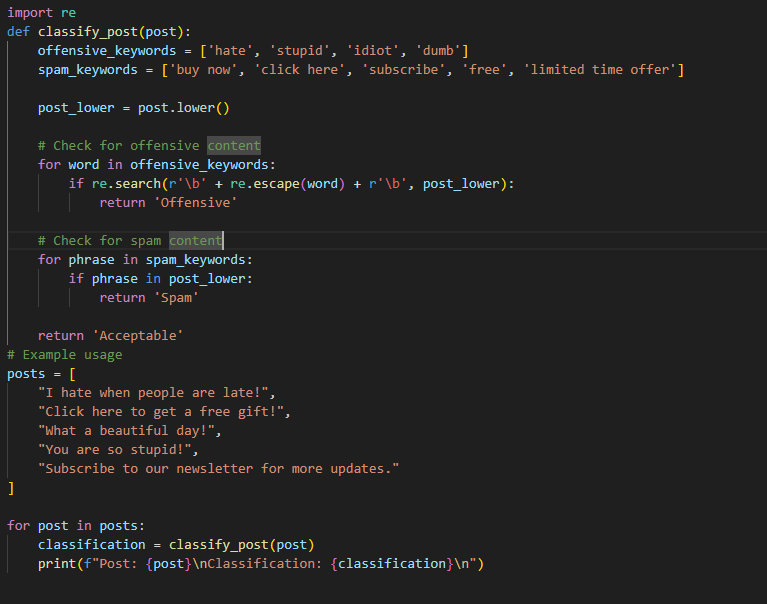 import re
def classify_post(post):
    offensive_keywords = ['hate', 'stupid', 'idiot', 'dumb']
    spam_keywords = ['buy now', 'click here', 'subscribe', 'free', 'limited time offer']

    post_lower = post.lower()

    # Check for offensive content
    for word in offensive_keywords:
        if re.search(r'\b' + re.escape(word) + r'\b', post_lower):
            return 'Offensive'

    # Check for spam content
    for phrase in spam_keywords:
        if phrase in post_lower:
            return 'Spam'

    return 'Acceptable'
# Example usage
posts = [
    "I hate when people are late!",
    "Click here to get a free gift!",
    "What a beautiful day!",
    "You are so stupid!",
    "Subscribe to our newsletter for more updates."
]

for post in posts:
    classification = classify_post(post)
    print(f"Post: {post}\nClassification: {classification}\n")